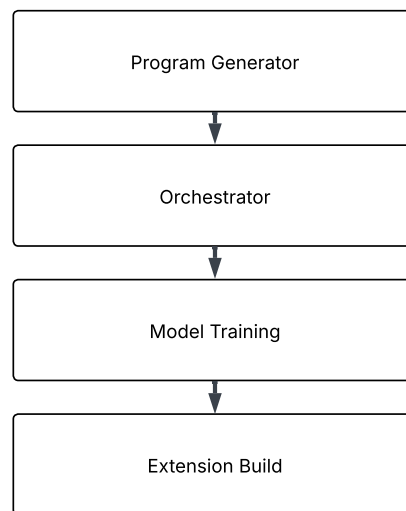 Program Generator
Orchestrator
Model Training
Extension Build